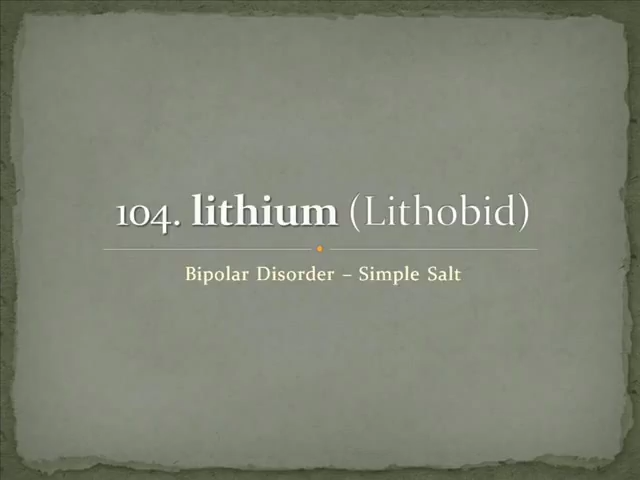 104. lithium (Lithobid)
Bipolar Disorder – Simple Salt